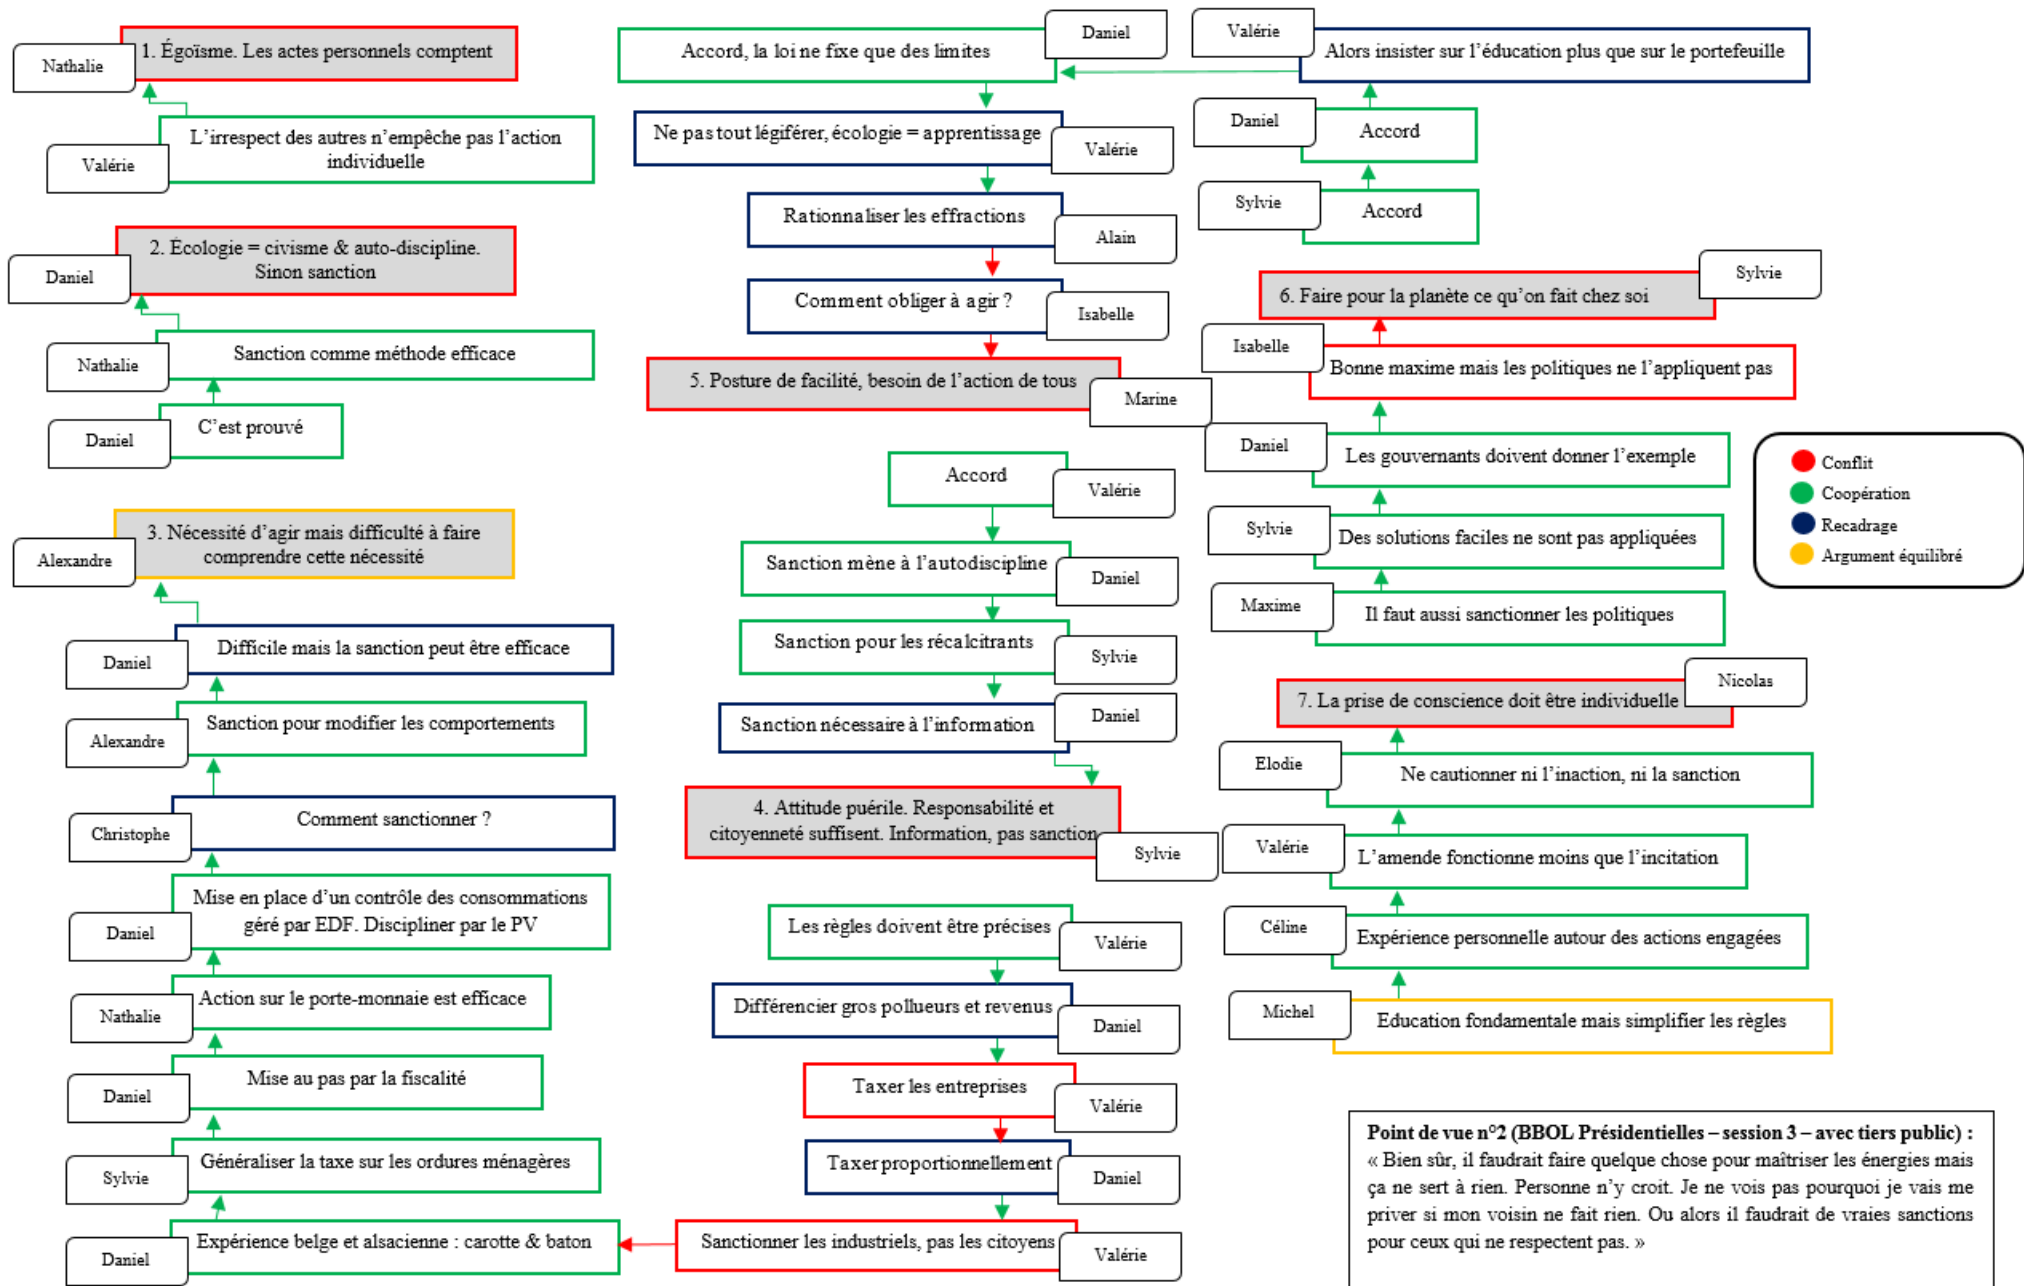 Nathalie
1. Égoïsme. Les actes personnels comptent
Valérie
L’irrespect des autres n’empêche pas l’action
individuelle
Daniel
2. Écologie = civisme & auto-discipline.
Sinon sanction
Nathalie
Sanction comme méthode efficace
Daniel
C’est prouvé
Alexandre
3. Nécessité d’agir mais difficulté à faire
comprendre cette nécessité
Daniel
Difficile mais la sanction peut être efficace
Alexandre
Sanction pour modifier les comportements
Christophe
Comment sanctionner ?
Daniel
Mise en place d’un contrôle des consommations
géré par EDF. Discipliner par le PV
Nathalie
Action sur le porte-monnaie est efficace
Daniel
Mise au pas par la fiscalité
Sylvie
Généraliser la taxe sur les ordures ménagères
Daniel
Expérience belge et alsacienne : carotte & baton
Daniel
Accord, la loi ne fixe que des limites
Ne pas tout légiférer, écologie = apprentissage
Valérie
Rationnaliser les effractions
Alain
Comment obliger à agir ?
Isabelle
5. Posture de facilité, besoin de l’action de tous
Marine
Accord
Valérie
Sanction mène à l’autodiscipline
Daniel
Sanction pour les récalcitrants
Sylvie
Sanction nécessaire à l’information
Daniel
4. Attitude puérile. Responsabilité et
citoyenneté suffisent. Information, pas sanction
Sylvie
Les règles doivent être précises
Valérie
Différencier gros pollueurs et revenus
Daniel
Taxer les entreprises
Valérie
Taxer proportionnellement
Daniel
Sanctionner les industriels, pas les citoyens
Valérie
Valérie
Alors insister sur l’éducation plus que sur le portefeuille
Daniel
Accord
Sylvie
Accord
Sylvie
6. Faire pour la planète ce qu’on fait chez soi
Isabelle
Bonne maxime mais les politiques ne l’appliquent pas
Daniel
Les gouvernants doivent donner l’exemple
Sylvie
Des solutions faciles ne sont pas appliquées
Maxime
Il faut aussi sanctionner les politiques
Nicolas
7. La prise de conscience doit être individuelle
Elodie
Ne cautionner ni l’inaction, ni la sanction
Valérie
L’amende fonctionne moins que l’incitation
Céline
Expérience personnelle autour des actions engagées
Michel
Education fondamentale mais simplifier les règles
Conflit
Coopération
Recadrage
Argument équilibré
Point de vue n°2 (BBOL Présidentielles – session 3 – avec tiers public) :
« Bien sûr, il faudrait faire quelque chose pour maîtriser les énergies mais
ça ne sert à rien. Personne n’y croit. Je ne vois pas pourquoi je vais me
priver si mon voisin ne fait rien. Ou alors il faudrait de vraies sanctions
pour ceux qui ne respectent pas. »